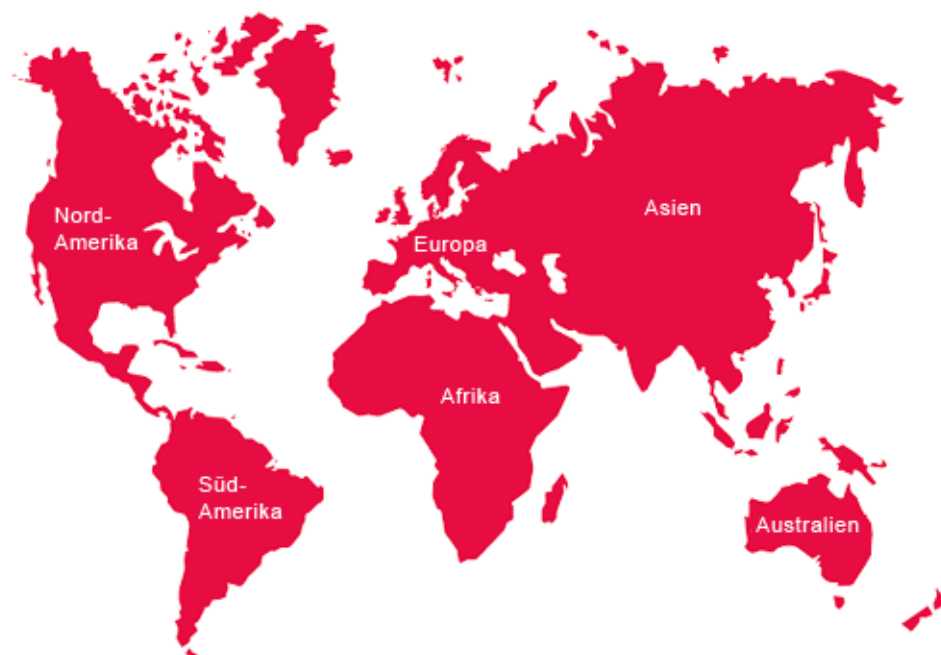 Nord-
Amerika
Europa
Asien
Afrika
Süd-
Amerika
Australien